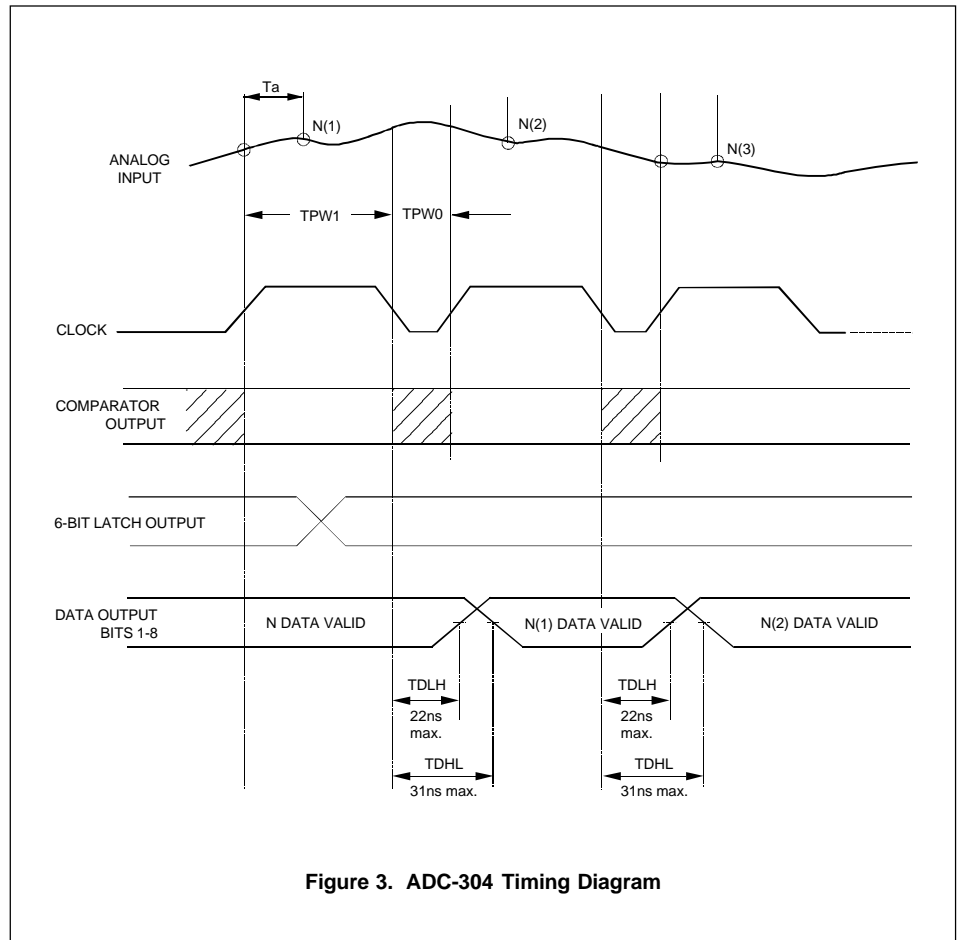 Ta
N(1)
N(2)
N(3)
ANALOG
INPUT
TPW1
TPW0
CLOCK
COMPARATOR
OUTPUT
6-BIT LATCH OUTPUT
DATA OUTPUT
BITS 1-8
N DATA VALID
N(1) DATA VALID
N(2) DATA VALID
TDLH
22ns
max.
TDHL
31ns max.
TDLH
22ns
max.
TDHL
31ns max.
Figure 3. ADC-304 Timing Diagram